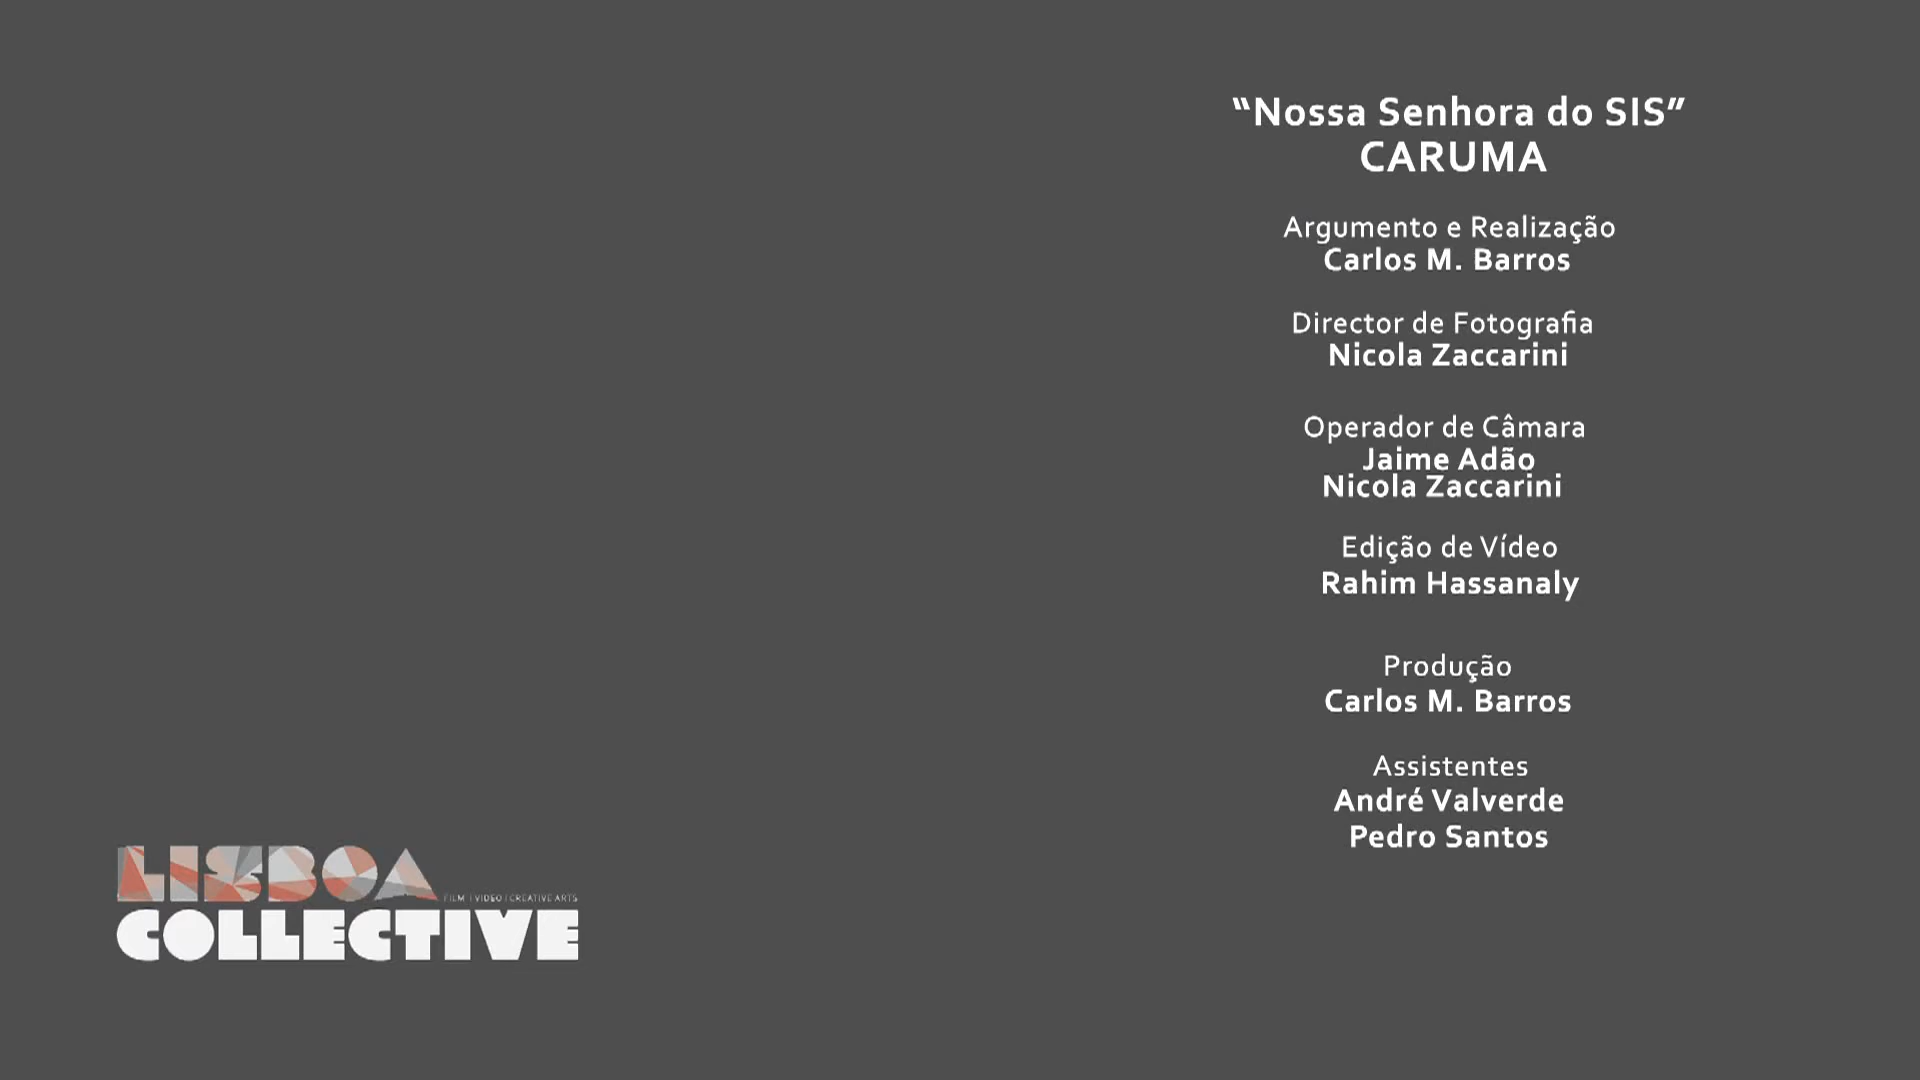 “Nossa Senhora do SIS”
CARUMA
Argumento e Realização
Carlos M. Barros
Director de Fotografia
Nicola Zaccarini
Operador de Câmara
Jaime Adão
Nicola Zaccarini
Edição de Vídeo
Rahim Hassanaly
Produção
Carlos M. Barros
Assistentes
André Valverde
Pedro Santos
LISBOA
FILM | VIDEO | CREATIVE ARTS
COLLECTIVE